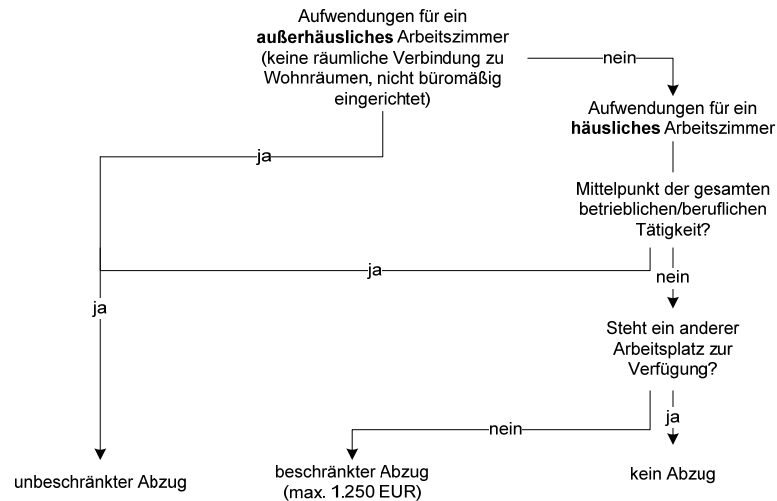 Aufwendungen für ein
außerhäusliches Arbeitszimmer
(keine räumliche Verbindung zu
Wohnräumen, nicht büromäßig
eingerichtet)
nein
Aufwendungen für ein
häusliches Arbeitszimmer
ja
Mittelpunkt der gesamten
betrieblichen/beruflichen
Tätigkeit?
ja
nein
ja
Steht ein anderer
Arbeitsplatz zur
Verfügung?
nein
ja
unbeschränkter Abzug
beschränkter Abzug
(max. 1.250 EUR)
kein Abzug